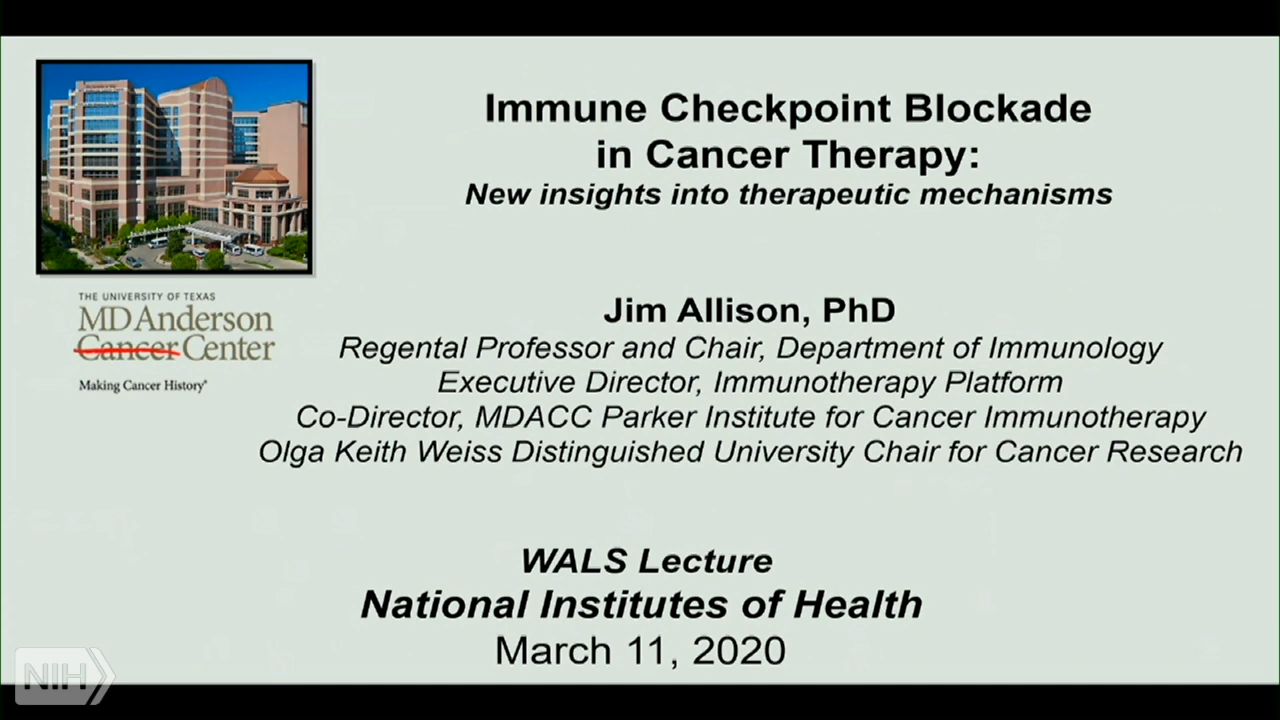 Immune Checkpoint Blockade
in Cancer Therapy:
New insights into therapeutic mechanisms
THE UNIVERSITY OF TEXAS
MD Anderson
Cancer Center
Making Cancer History®
Jim Allison, PhD
Regental Professor and Chair, Department of Immunology
Executive Director, Immunotherapy Platform
Co-Director, MDACC Parker Institute for Cancer Immunotherapy
Olga Keith Weiss Distinguished University Chair for Cancer Research
WALS Lecture
National Institutes of Health
March 11, 2020
NIH